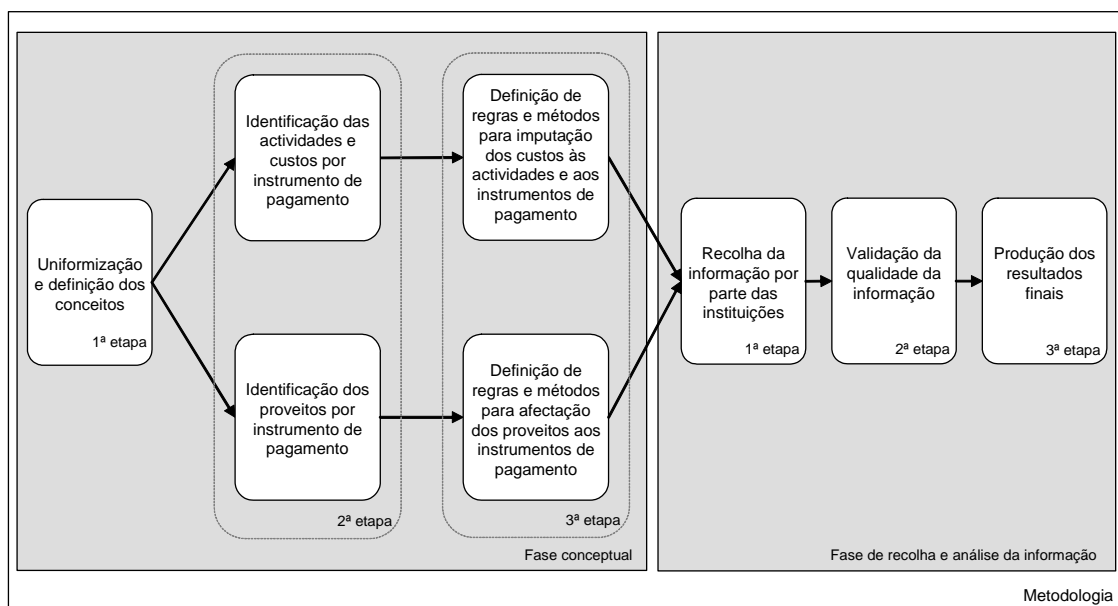 Uniformização
e definição dos
conceitos
1ª etapa
Identificação das
actividades e
custos por
instrumento de
pagamento
Identificação dos
proveitos por
instrumento de
pagamento
2ª etapa
Definição de
regras e métodos
para imputação
dos custos às
actividades e aos
instrumentos de
pagamento
Definição de
regras e métodos
para afectação
dos proveitos aos
instrumentos de
pagamento
3ª etapa
Fase conceptual
Recolha da
informação por
parte das
instituições
1ª etapa
Validação da
qualidade da
informação
2ª etapa
Produção dos
resultados
finais
3ª etapa
Fase de recolha e análise da informação
Metodologia